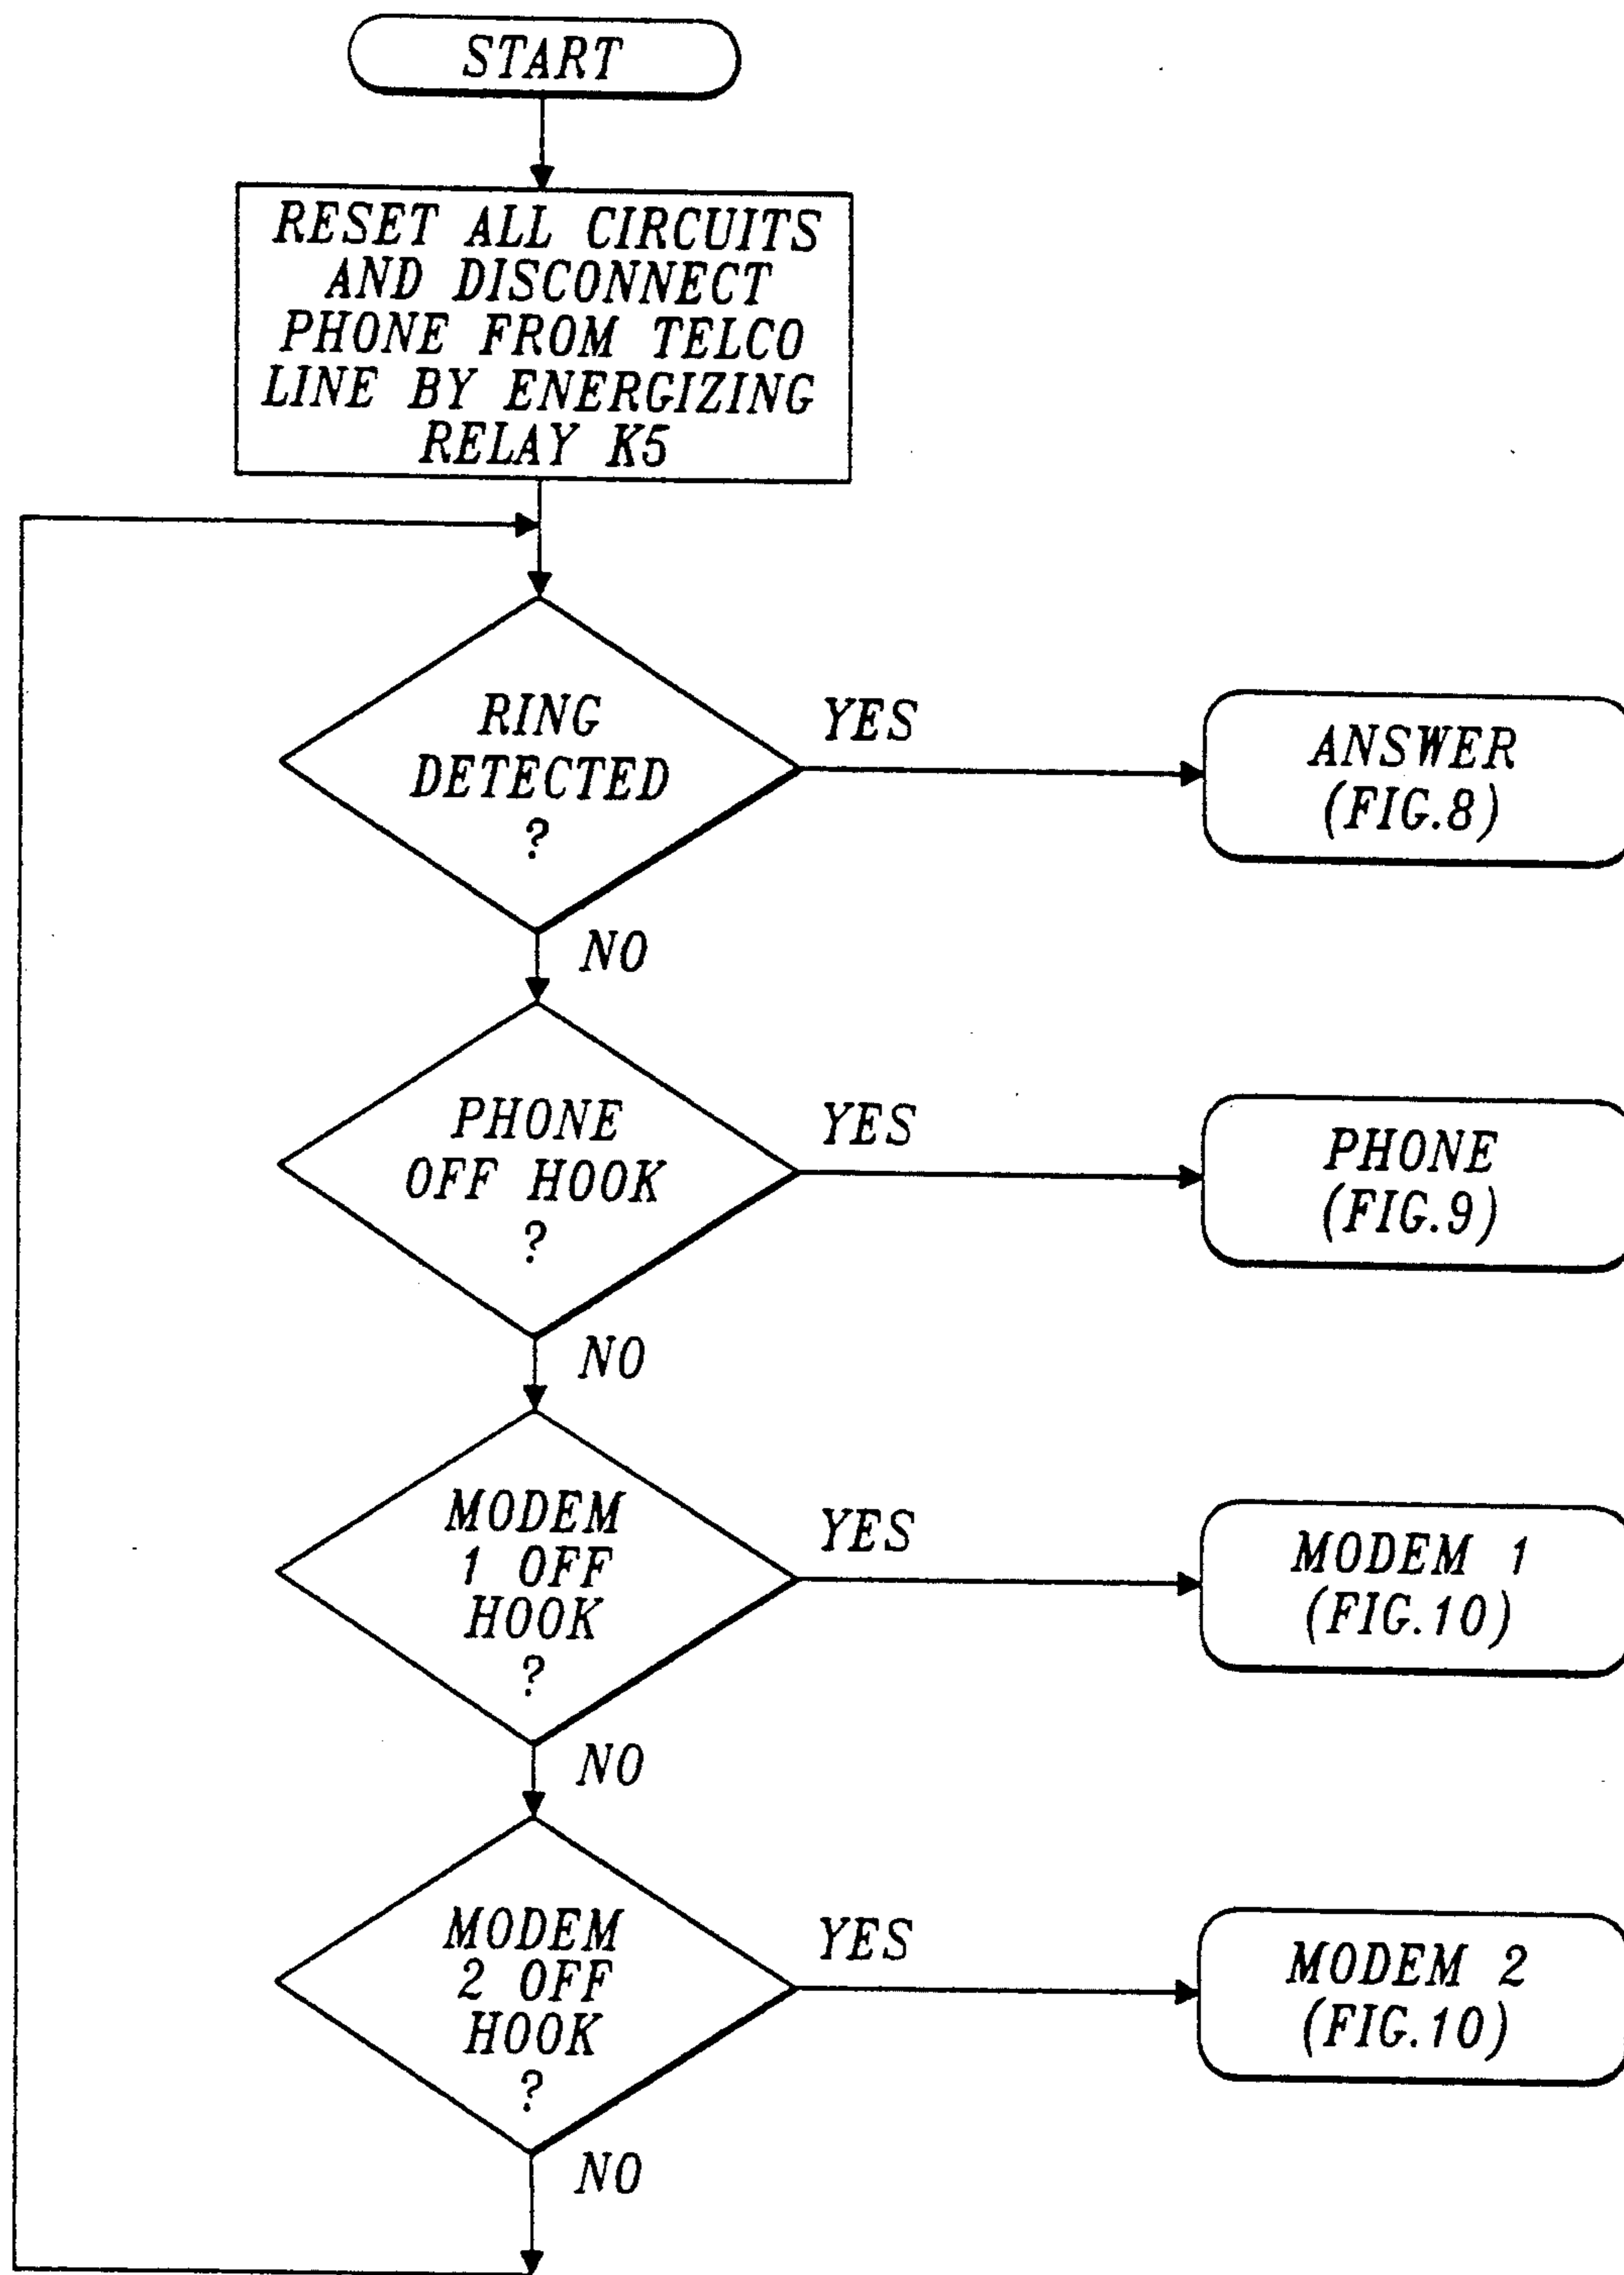 START
RESET ALL CIRCUITS
AND DISCONNECT
PHONE FROM TELCO
LINE BY ENERGIZING
RELAY K5
RING
DETECTED
?
YES
ANSWER
(FIG.8)
NO
PHONE
OFF HOOK
?
YES
PHONE
(FIG.9)
NO
MODEM
1 OFF
HOOK
?
YES
MODEM 1
(FIG.10)
NO
MODEM
2 OFF
HOOK
?
YES
MODEM 2
(FIG.10)
NO